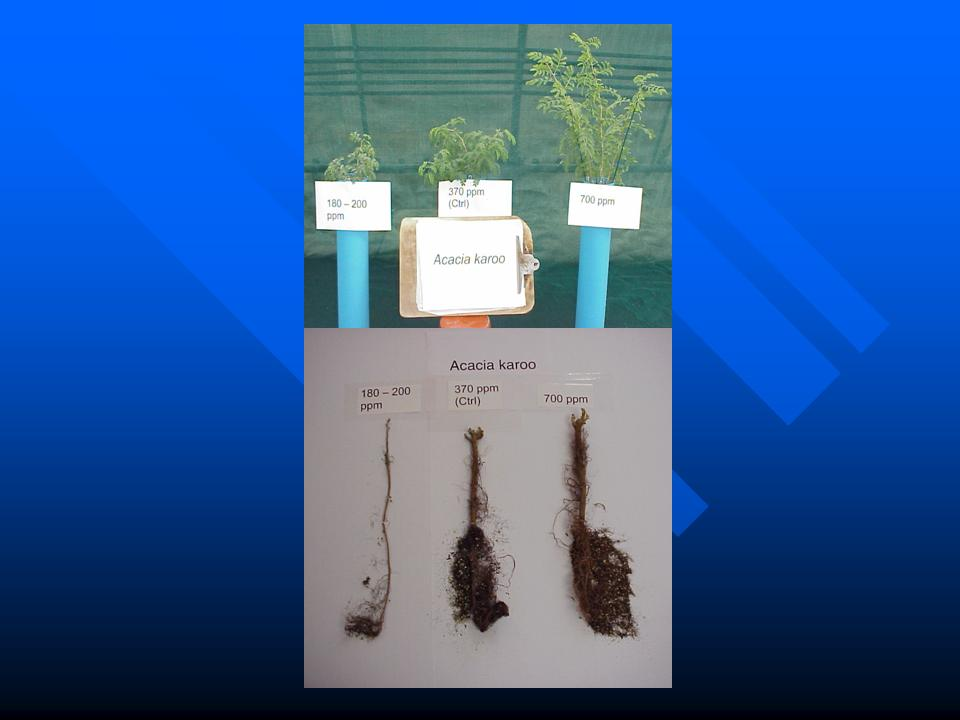 180 – 200
ppm
370 ppm
(Ctrl)
700 ppm
Acacia karoo
Acacia karoo
180 – 200
ppm
370 ppm
(Ctrl)
700 ppm